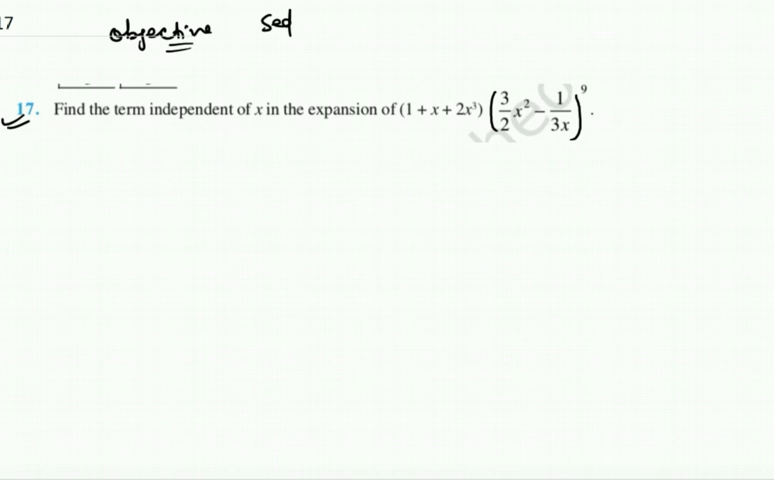 17
objective sed
17. Find the term independent of x in the expansion of (1 + x + 2x³) (3/2 x² − 1/3x)⁹.